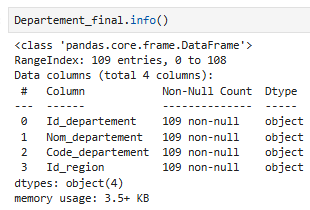 Departement_final.info()
<class 'pandas.core.frame.DataFrame'>
RangeIndex: 109 entries, 0 to 108
Data columns (total 4 columns):
 #   Column           Non-Null Count  Dtype
---  ------           --------------  -----
 0   Id_departement   109 non-null    object
 1   Nom_departement  109 non-null    object
 2   Code_departement 109 non-null    object
 3   Id_region        109 non-null    object
dtypes: object(4)
memory usage: 3.5+ KB